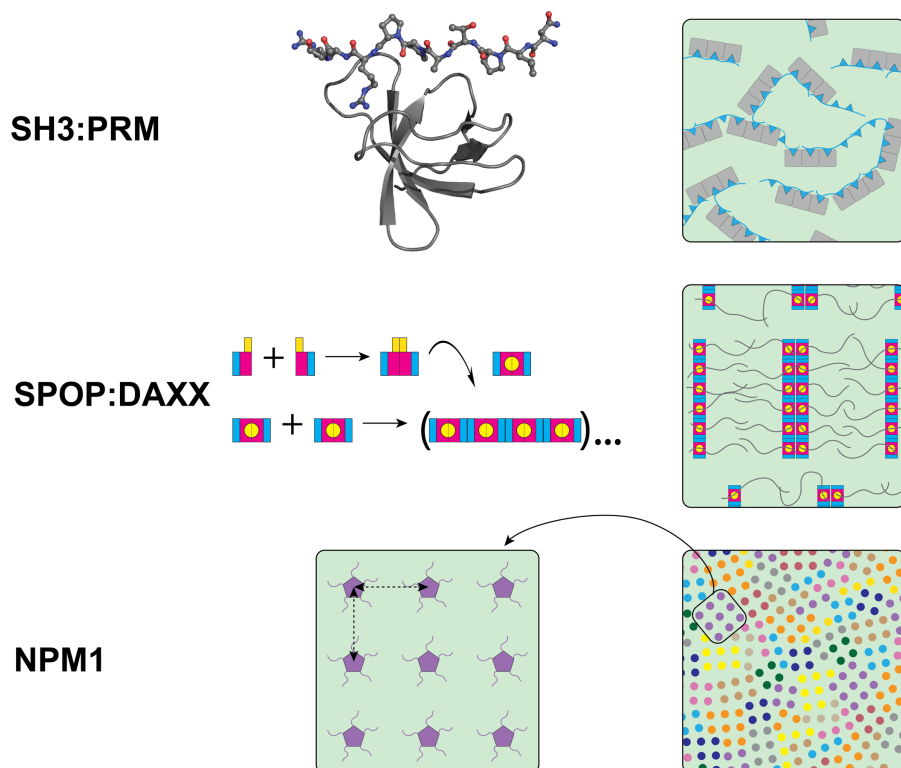 SH3:PRM
SPOP:DAXX
+
+
( )...
NPM1